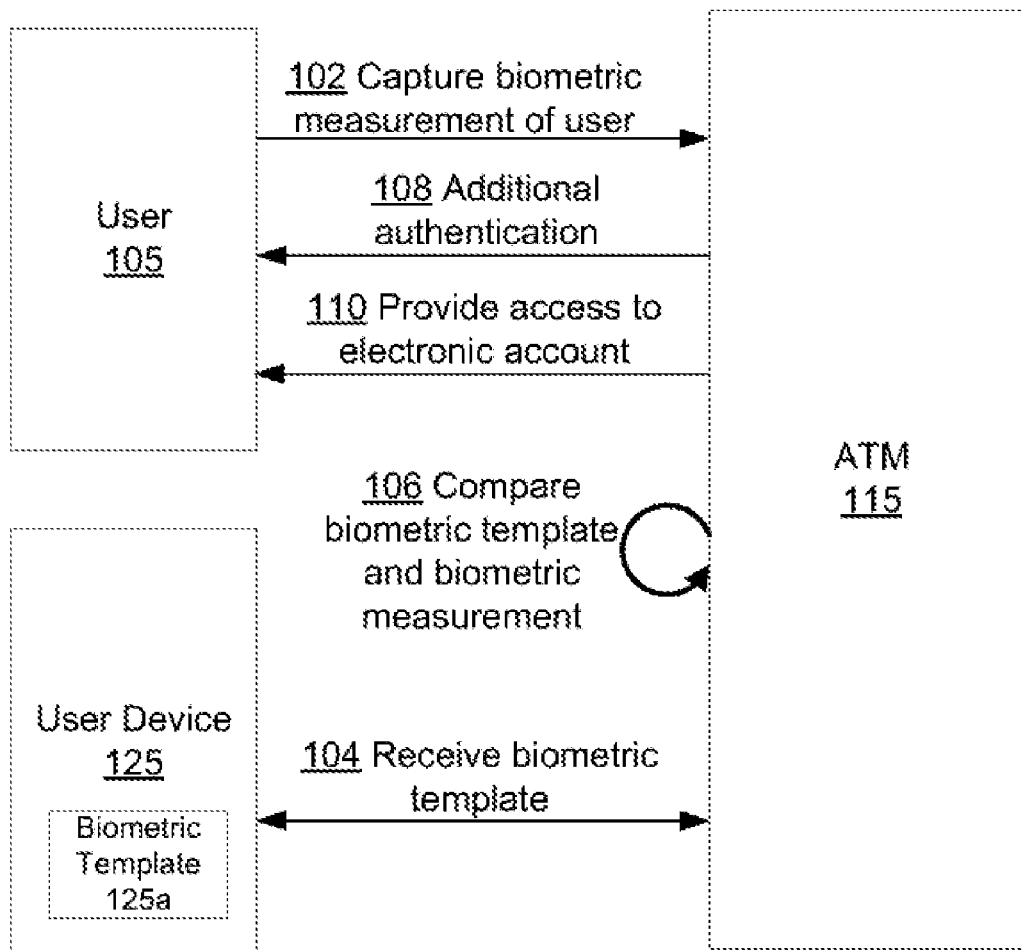 102 Capture biometric
measurement of user
108 Additional
authentication
User
105
110 Provide access to
electronic account
ATM
115
106 Compare
biometric template
and biometric
measurement
User Device
125
104 Receive biometric
template
Biometric
Template
125a